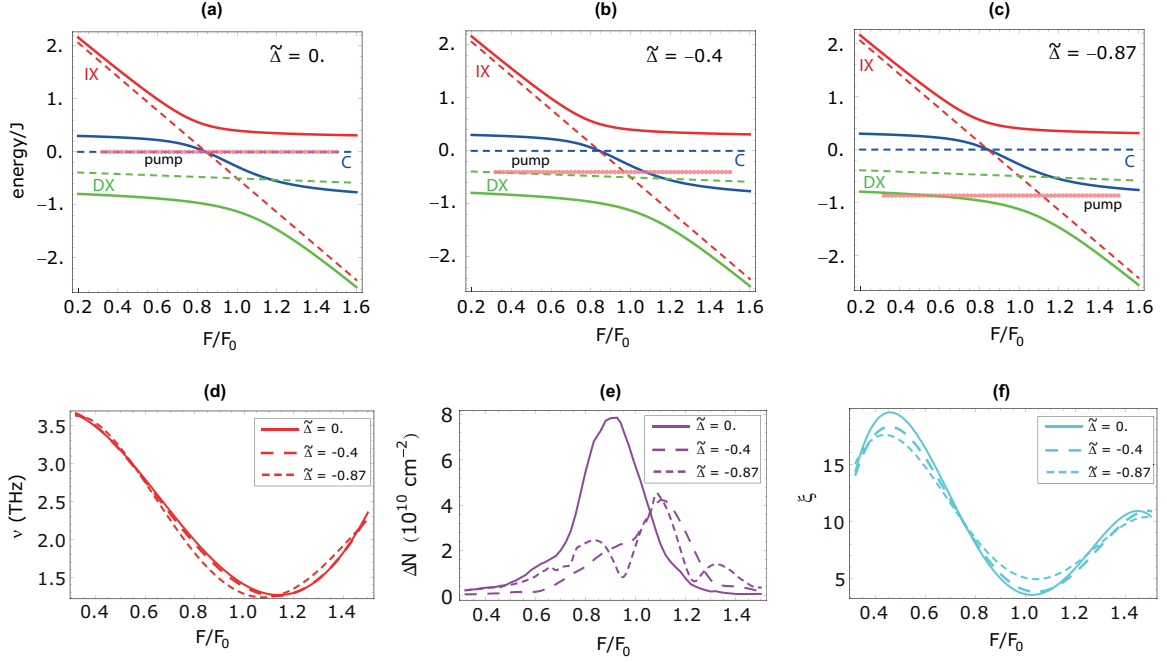 (a)
(b)
(c)
Δ̃ = 0.
Δ̃ = −0.4
Δ̃ = −0.87
energy/J
2.
1.
0.
−1.
−2.
IX
pump
C
DX
0.2 0.4 0.6 0.8 1.0 1.2 1.4 1.6
F/F₀
2.
1.
0.
−1.
−2.
IX
pump
C
DX
0.2 0.4 0.6 0.8 1.0 1.2 1.4 1.6
F/F₀
2.
1.
0.
−1.
−2.
IX
C
DX
pump
0.2 0.4 0.6 0.8 1.0 1.2 1.4 1.6
F/F₀
(d)
(e)
(f)
ν (THz)
3.5
3.0
2.5
2.0
1.5
Δ̃ = 0.
Δ̃ = -0.4
Δ̃ = -0.87
0.4 0.6 0.8 1.0 1.2 1.4
F/F₀
ΔN (10¹⁰ cm⁻²)
8
6
4
2
0
Δ̃ = 0.
Δ̃ = -0.4
Δ̃ = -0.87
0.4 0.6 0.8 1.0 1.2 1.4
F/F₀
ξ
15
10
5
Δ̃ = 0.
Δ̃ = -0.4
Δ̃ = -0.87
0.4 0.6 0.8 1.0 1.2 1.4
F/F₀